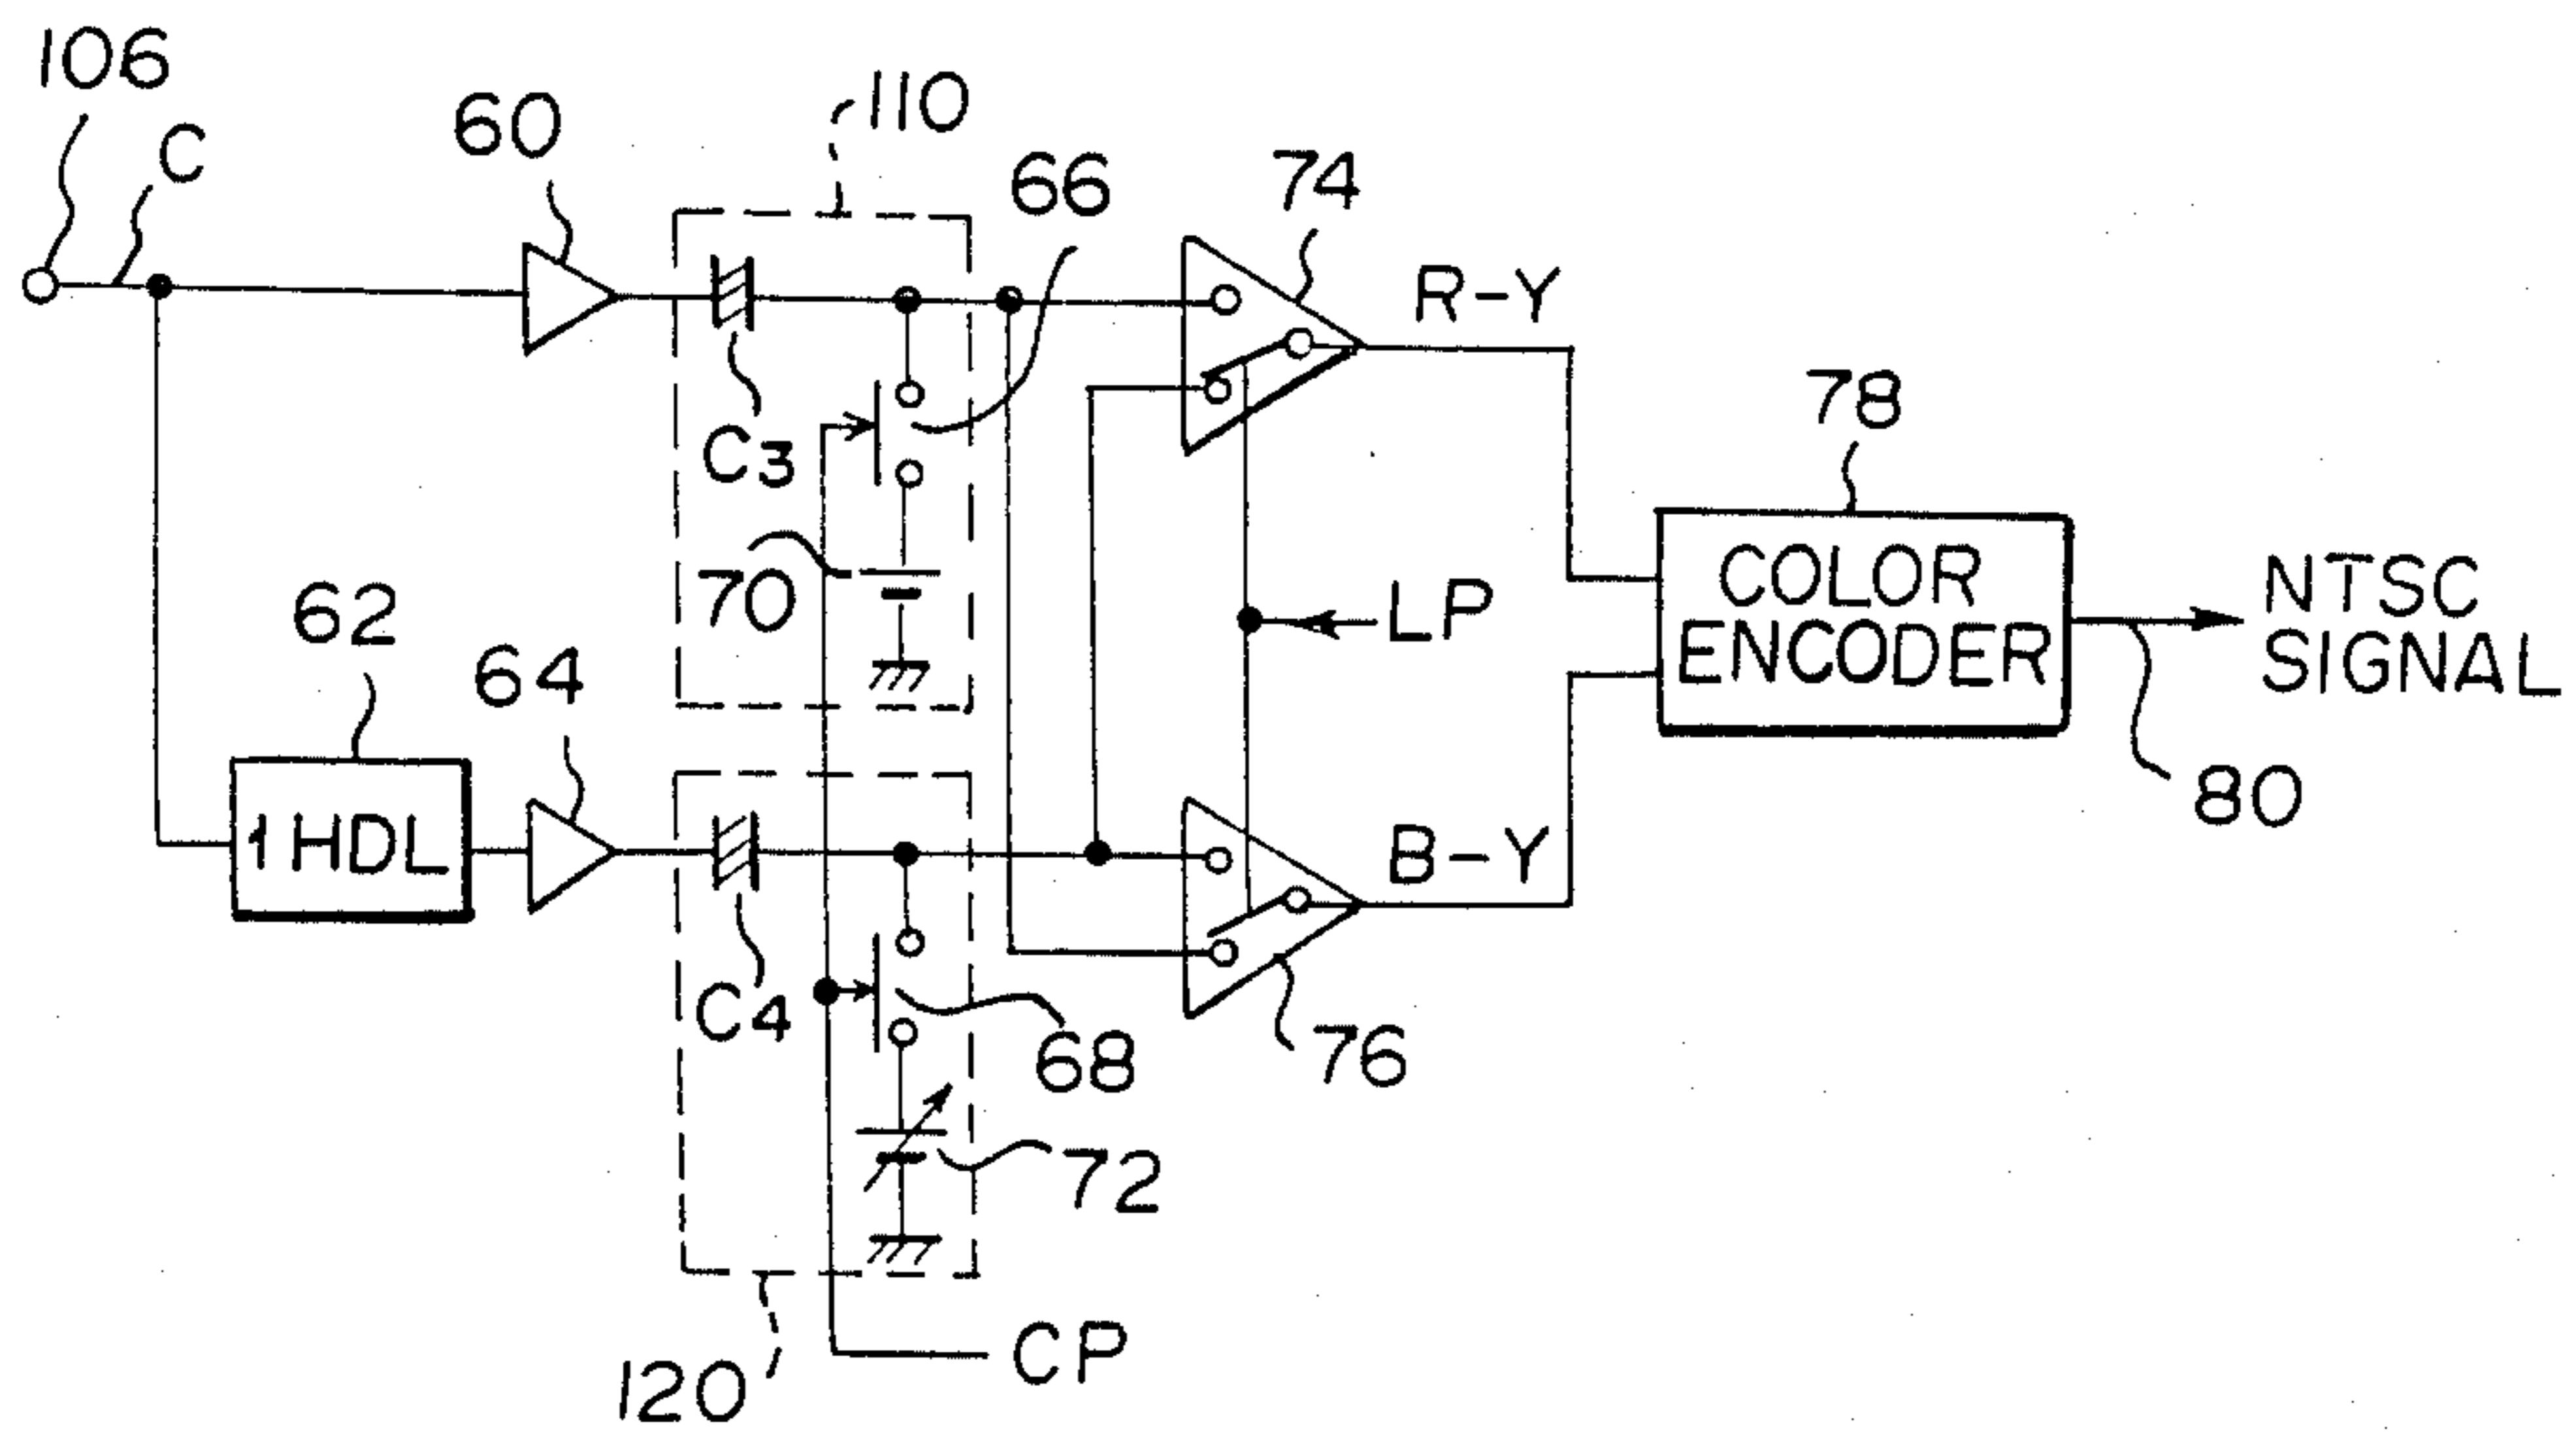 106
C
60
110
66
74
R-Y
C3
78
70
COLOR
ENCODER
NTSC
SIGNAL
LP
62
64
80
1HDL
B-Y
C4
68
76
72
CP
120